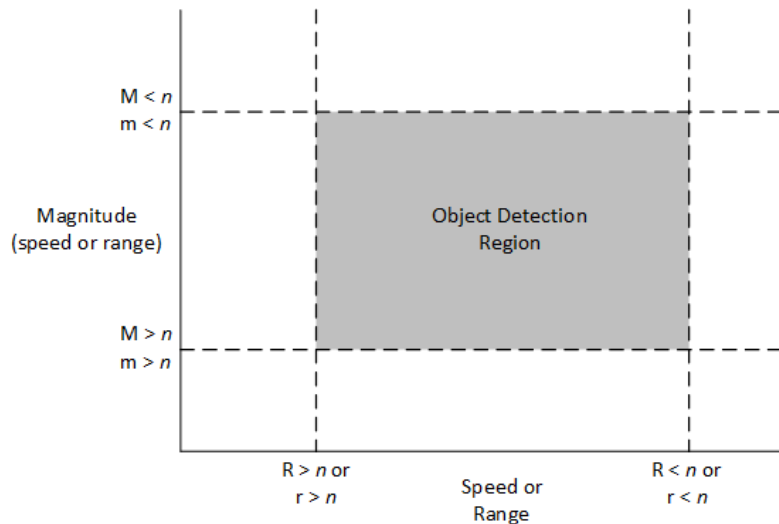 M < n
m < n
Magnitude
(speed or range)
Object Detection
Region
M > n
m > n
R > n or
r > n
Speed or
Range
R < n or
r < n